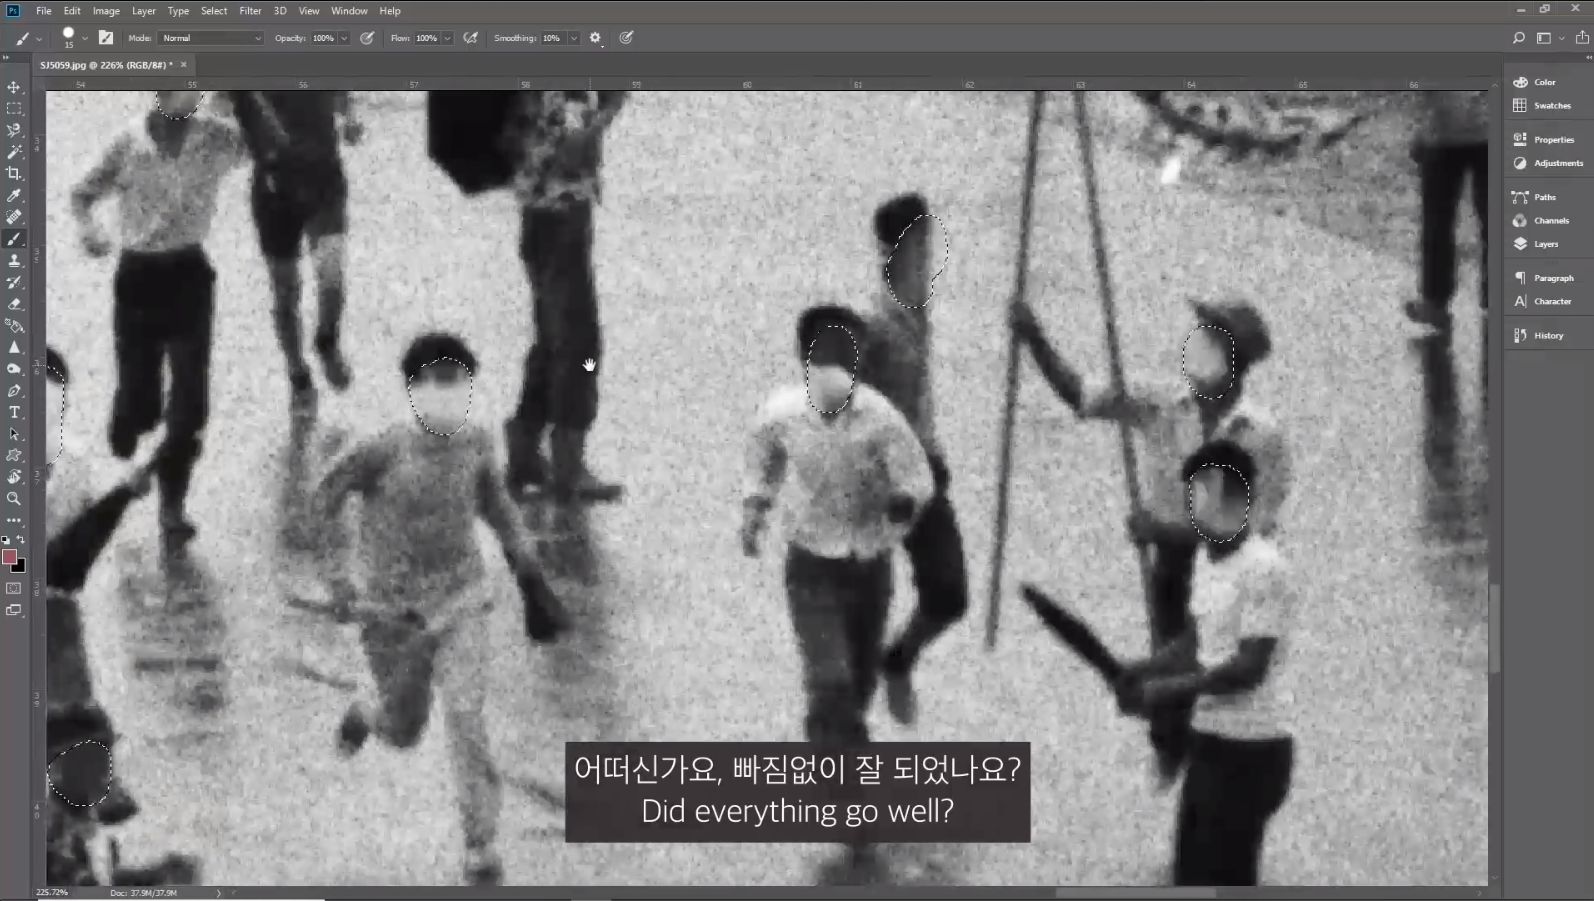 Ps File Edit Image Layer Type Select Filter 3D View Window Help
15 Mode: Normal Opacity: 100% Flow: 100% Smoothing: 10%
SJ5059.jpg @ 226% (RGB/8#) *
54 55 56 57 58 59 60 61 62 63 64 65 66
Color
Swatches
Properties
Adjustments
Paths
Channels
Layers
Paragraph
Character
History
어떠신가요, 빠짐없이 잘 되었나요?
Did everything go well?
225.72% Doc: 37.9M/37.9M